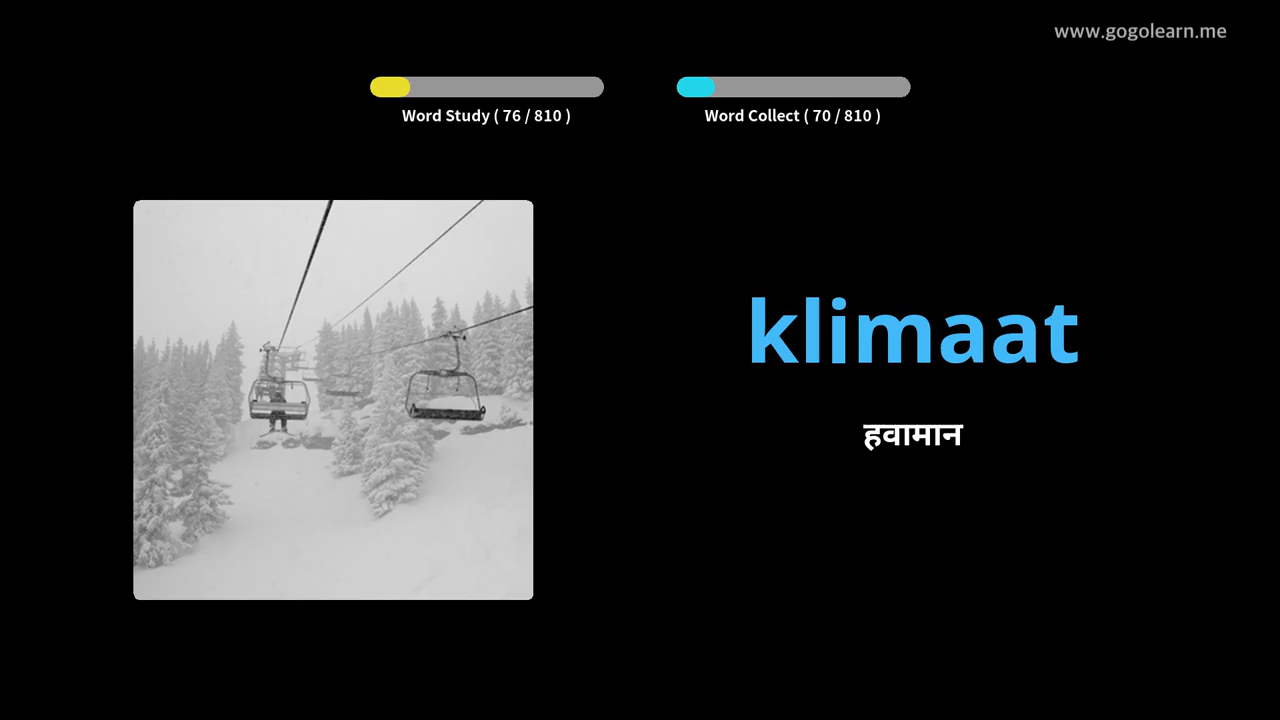 www.gogolearn.me
Word Study ( 76 / 810 )
Word Collect ( 70 / 810 )
klimaat
हवामान